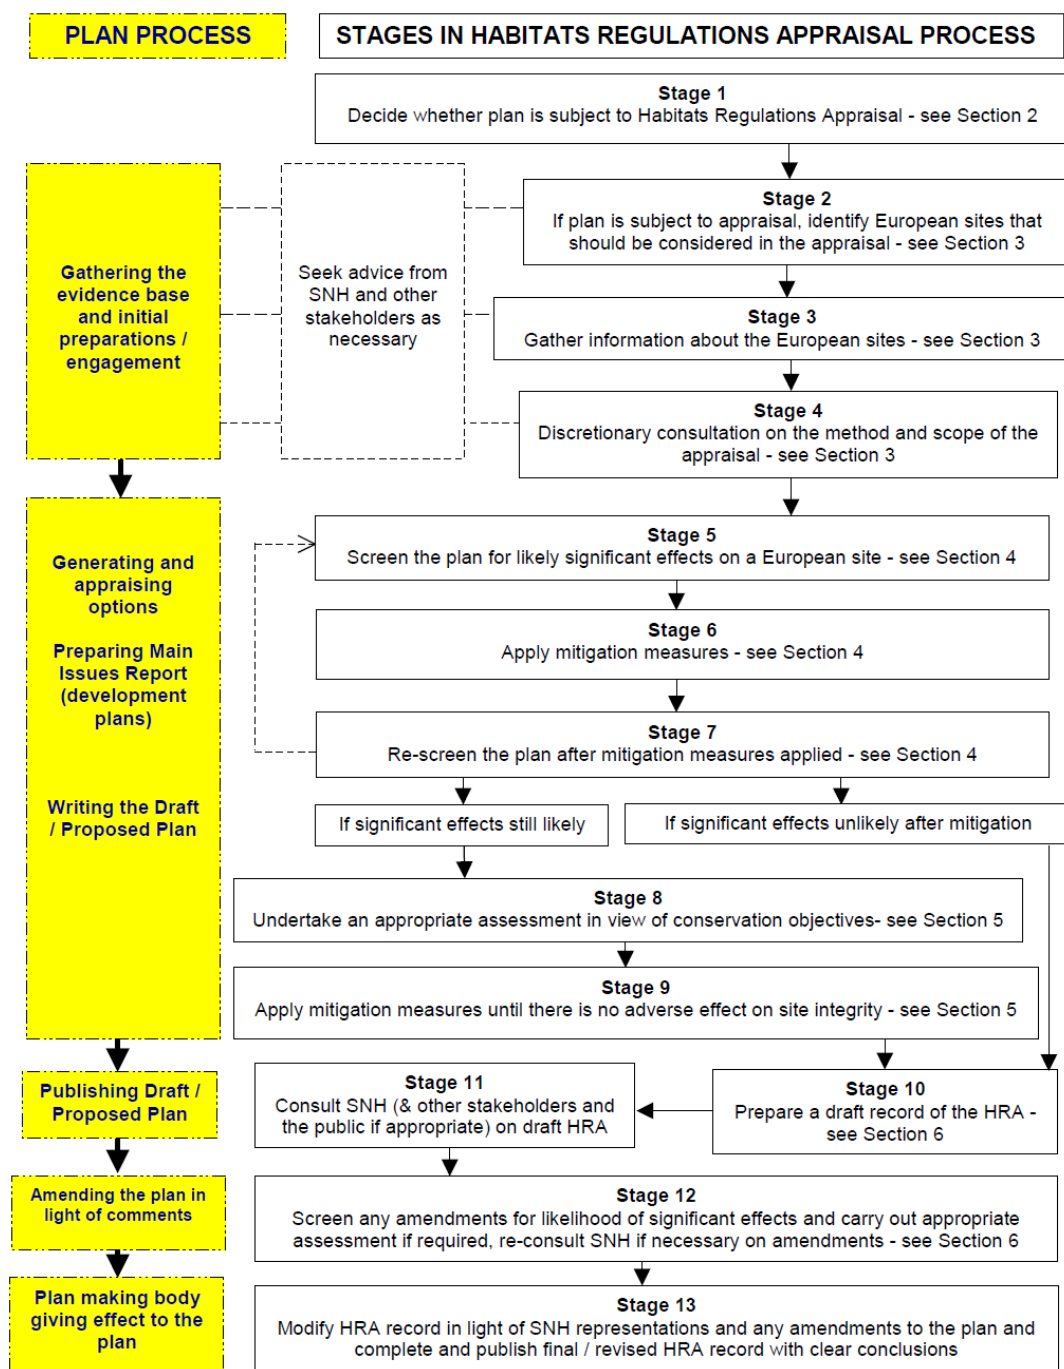 PLAN PROCESS
STAGES IN HABITATS REGULATIONS APPRAISAL PROCESS
Stage 1
Decide whether plan is subject to Habitats Regulations Appraisal - see Section 2
Gathering the
evidence base
and initial
preparations /
engagement
Seek advice from
SNH and other
stakeholders as
necessary
Stage 2
If plan is subject to appraisal, identify European sites that
should be considered in the appraisal - see Section 3
Stage 3
Gather information about the European sites - see Section 3
Stage 4
Discretionary consultation on the method and scope of the
appraisal - see Section 3
Generating and
appraising
options
Preparing Main
Issues Report
(development
plans)
Writing the Draft
/ Proposed Plan
Stage 5
Screen the plan for likely significant effects on a European site - see Section 4
Stage 6
Apply mitigation measures - see Section 4
Stage 7
Re-screen the plan after mitigation measures applied - see Section 4
If significant effects still likely
If significant effects unlikely after mitigation
Stage 8
Undertake an appropriate assessment in view of conservation objectives- see Section 5
Stage 9
Apply mitigation measures until there is no adverse effect on site integrity - see Section 5
Publishing Draft /
Proposed Plan
Stage 11
Consult SNH (& other stakeholders and
the public if appropriate) on draft HRA
Stage 10
Prepare a draft record of the HRA -
see Section 6
Amending the plan in
light of comments
Stage 12
Screen any amendments for likelihood of significant effects and carry out appropriate
assessment if required, re-consult SNH if necessary on amendments - see Section 6
Plan making body
giving effect to the
plan
Stage 13
Modify HRA record in light of SNH representations and any amendments to the plan and
complete and publish final / revised HRA record with clear conclusions